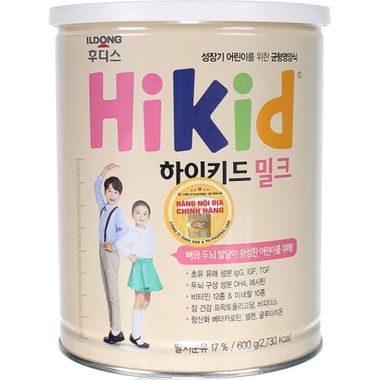 ILDONG
후디스
성장기 어린이를 위한 균형영양식
Hikid®
하이키드 밀크
HÀNG NỘI ĐỊA
CHÍNH HÃNG
뼈와 두뇌 발달이 왕성한 어린이를 위해!
• 초유 유래 성분 IgG, IGF, TGF
• 두뇌 구성 성분 DHA, 레시틴
• 비타민 12종 & 미네랄 10종
• 장 건강 프락토올리고당, 비피더스
• 항산화 베타카로틴, 셀렌, 글루타치온
탈지분유 17% / 600 g(2,730 kcal)